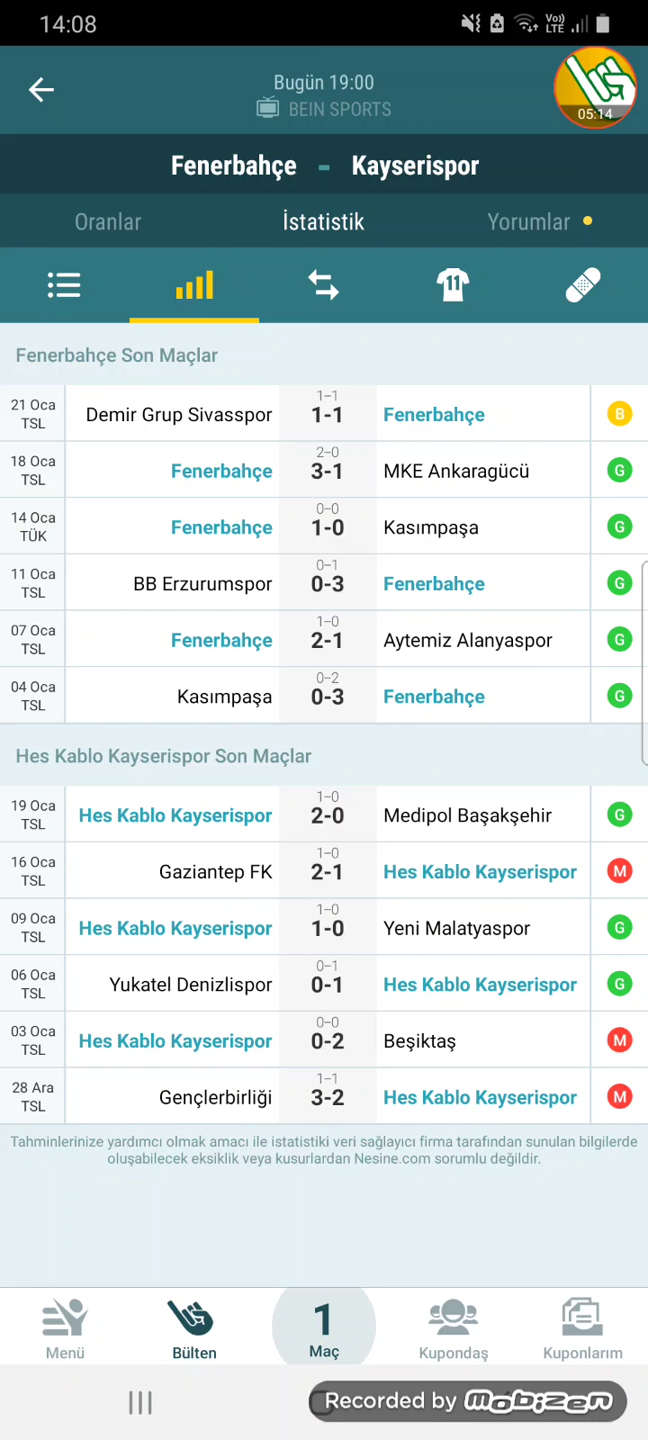 14:08
Vo)) LTE
Bugün 19:00
BEIN SPORTS
05:14
Fenerbahçe - Kayserispor
Oranlar İstatistik Yorumlar
11
Fenerbahçe Son Maçlar
21 Oca TSL Demir Grup Sivasspor 1-1 1-1 Fenerbahçe B
18 Oca TSL Fenerbahçe 2-0 3-1 MKE Ankaragücü G
14 Oca TÜK Fenerbahçe 0-0 1-0 Kasımpaşa G
11 Oca TSL BB Erzurumspor 0-1 0-3 Fenerbahçe G
07 Oca TSL Fenerbahçe 1-0 2-1 Aytemiz Alanyaspor G
04 Oca TSL Kasımpaşa 0-2 0-3 Fenerbahçe G
Hes Kablo Kayserispor Son Maçlar
19 Oca TSL Hes Kablo Kayserispor 1-0 2-0 Medipol Başakşehir G
16 Oca TSL Gaziantep FK 1-0 2-1 Hes Kablo Kayserispor M
09 Oca TSL Hes Kablo Kayserispor 1-0 1-0 Yeni Malatyaspor G
06 Oca TSL Yukatel Denizlispor 0-1 0-1 Hes Kablo Kayserispor G
03 Oca TSL Hes Kablo Kayserispor 0-0 0-2 Beşiktaş M
28 Ara TSL Gençlerbirliği 1-1 3-2 Hes Kablo Kayserispor M
Tahminlerinize yardımcı olmak amacı ile istatistiki veri sağlayıcı firma tarafından sunulan bilgilerde
oluşabilecek eksiklik veya kusurlardan Nesine.com sorumlu değildir.
1
Menü Bülten Maç Kupondaş Kuponlarım
Recorded by mobizen